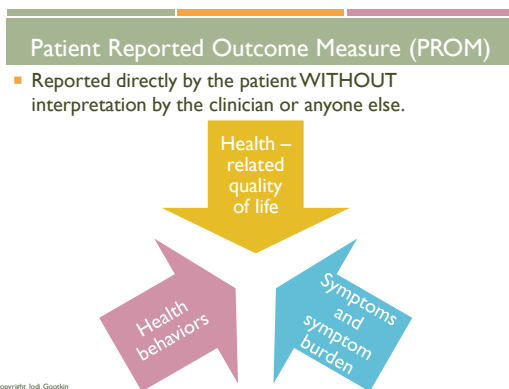 Patient Reported Outcome Measure (PROM)
Reported directly by the patient WITHOUT
interpretation by the clinician or anyone else.
Health –
related
quality
of life
Health
behaviors
Symptoms
and
symptom
burden
opyright Jodi Gootkin